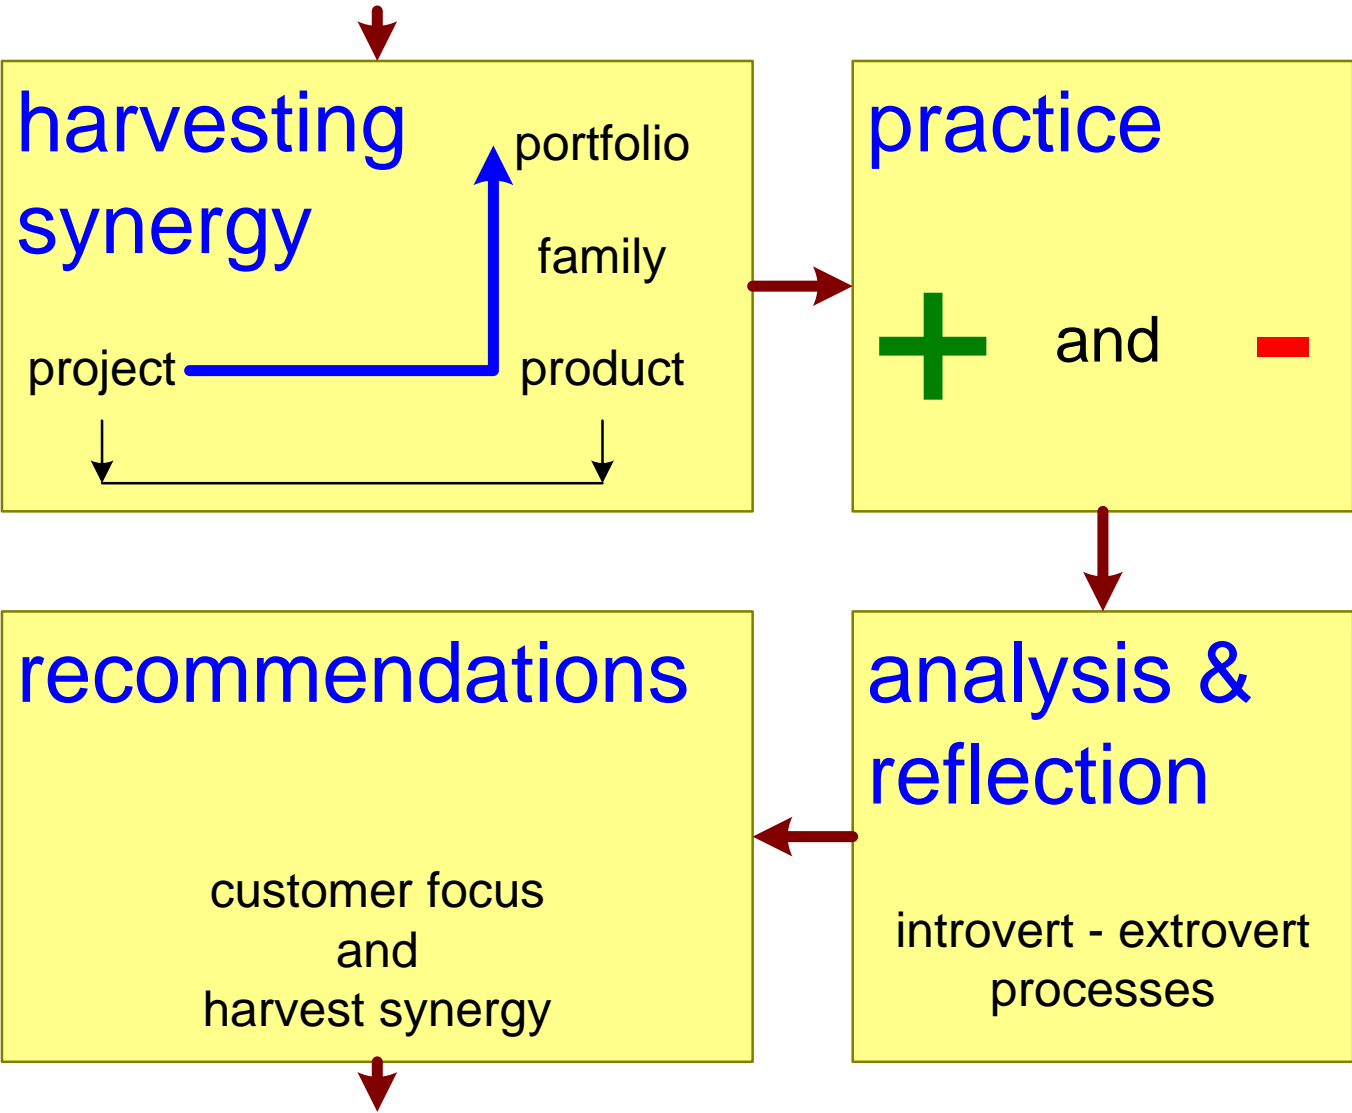 harvesting
synergy
portfolio
family
project
product
practice
+ and -
recommendations
customer focus
and
harvest synergy
analysis &
reflection
introvert - extrovert
processes